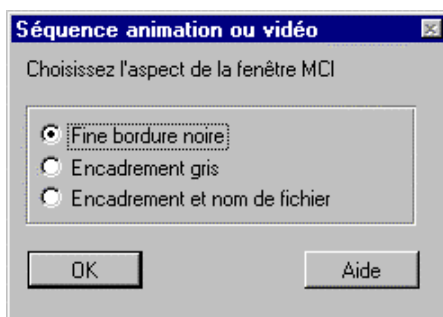 Séquence animation ou vidéo
Choisissez l'aspect de la fenêtre MCI
Fine bordure noire
Encadrement gris
Encadrement et nom de fichier
OK
Aide